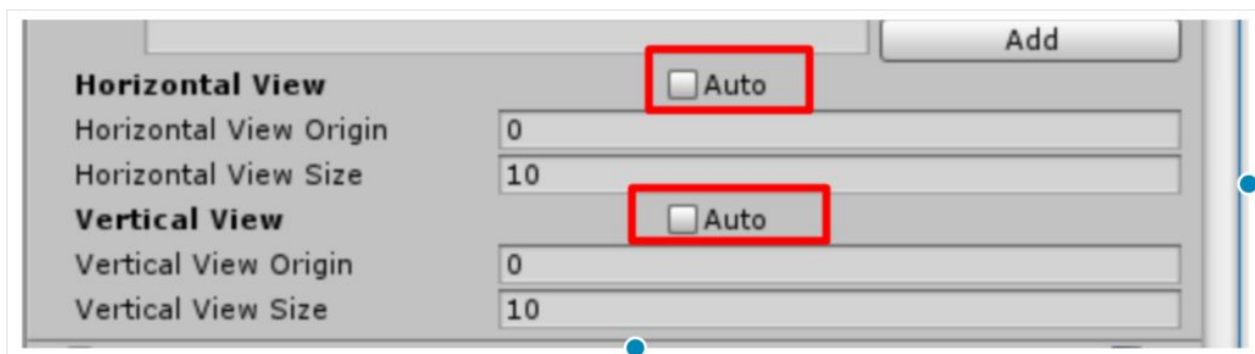 Add
Horizontal View Auto
Horizontal View Origin 0
Horizontal View Size 10
Vertical View Auto
Vertical View Origin 0
Vertical View Size 10